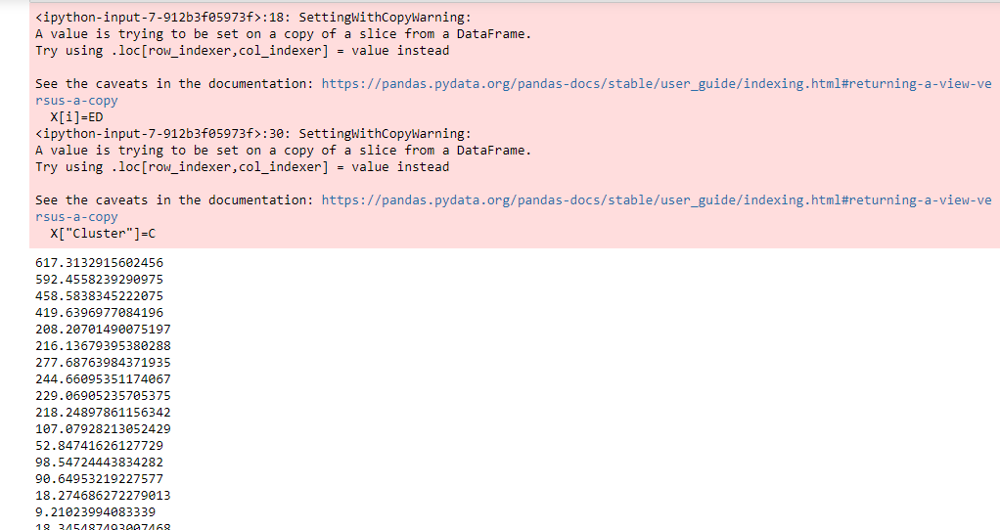 <ipython-input-7-912b3f05973f>:18: SettingWithCopyWarning:
A value is trying to be set on a copy of a slice from a DataFrame.
Try using .loc[row_indexer,col_indexer] = value instead
See the caveats in the documentation: https://pandas.pydata.org/pandas-docs/stable/user_guide/indexing.html#returning-a-view-ve
rsus-a-copy
X[i]=ED
<ipython-input-7-912b3f05973f>:30: SettingWithCopyWarning:
A value is trying to be set on a copy of a slice from a DataFrame.
Try using .loc[row_indexer,col_indexer] = value instead
See the caveats in the documentation: https://pandas.pydata.org/pandas-docs/stable/user_guide/indexing.html#returning-a-view-ve
rsus-a-copy
X["Cluster"]=C
617.3132915602456
592.4558239290975
458.5838345222075
419.6396977084196
208.20701490075197
216.13679395380288
277.68763984371935
244.66095351174067
229.06905235705375
218.24897861156342
107.07928213052429
52.84741626127729
98.54724443834282
90.64953219227577
18.274686272279013
9.21023994083339
18.345487493007468